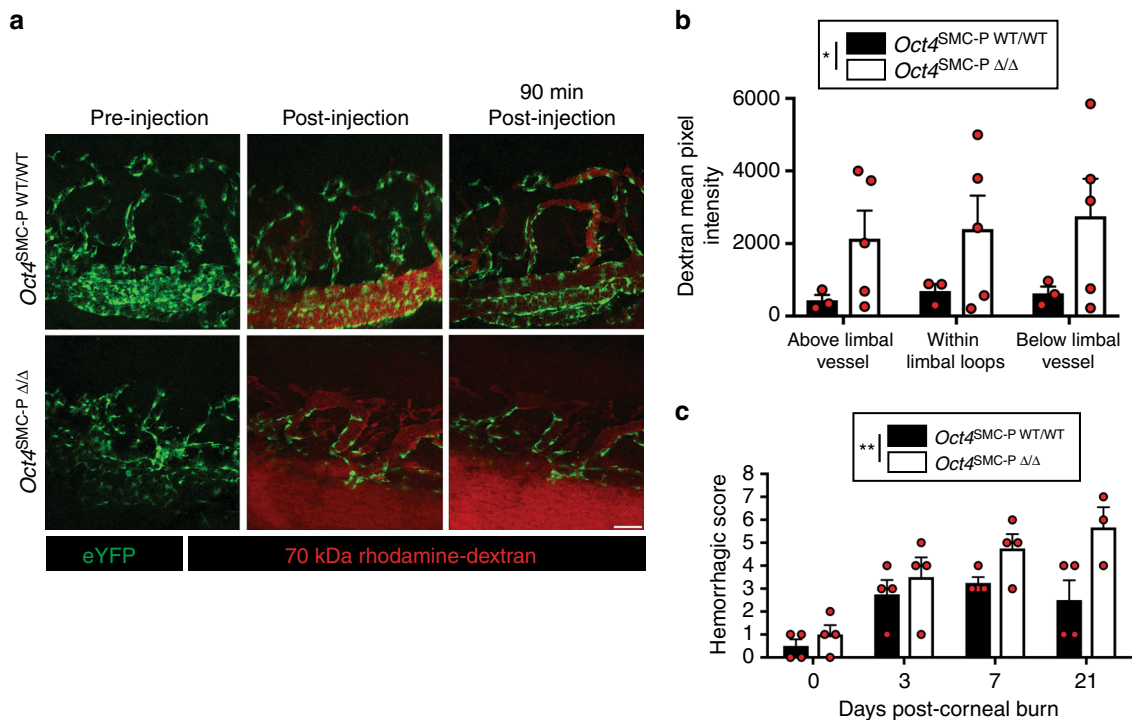 a
Pre-injection
Post-injection
90 min
Post-injection
Oct4SMC-P WT/WT
Oct4SMC-P Δ/Δ
eYFP
70 kDa rhodamine-dextran
b
*
Oct4SMC-P WT/WT
Oct4SMC-P Δ/Δ
Dextran mean pixel
intensity
6000
4000
2000
0
Above limbal
vessel
Within
limbal loops
Below limbal
vessel
c
**
Oct4SMC-P WT/WT
Oct4SMC-P Δ/Δ
Hemorrhagic score
8
7
6
5
4
3
2
1
0
0
3
7
21
Days post-corneal burn